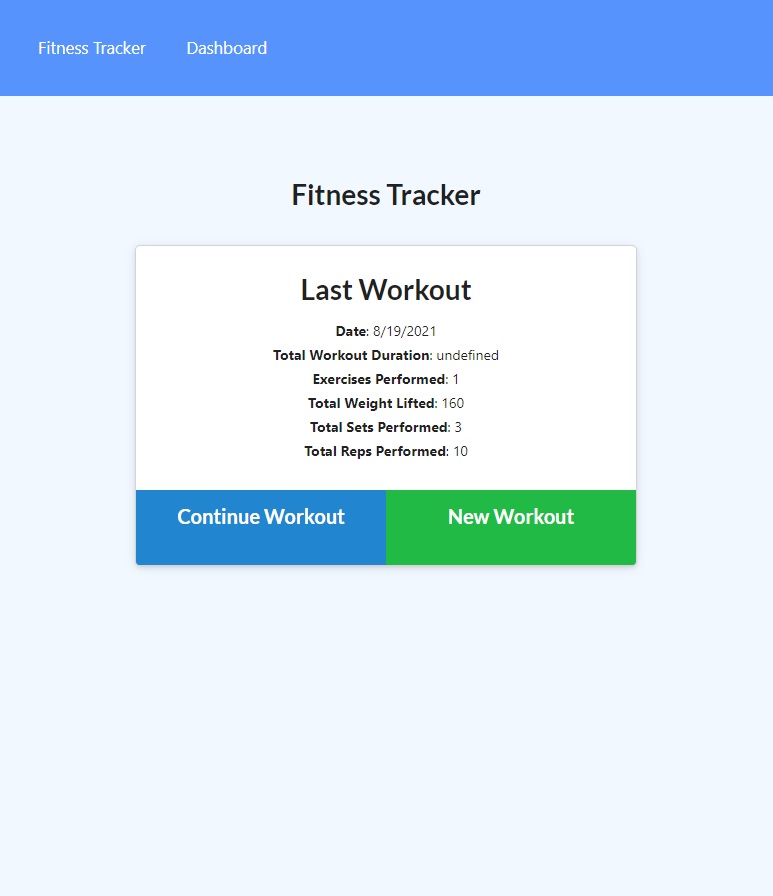 Fitness Tracker Dashboard
Fitness Tracker
Last Workout
Date: 8/19/2021
Total Workout Duration: undefined
Exercises Performed: 1
Total Weight Lifted: 160
Total Sets Performed: 3
Total Reps Performed: 10
Continue Workout New Workout